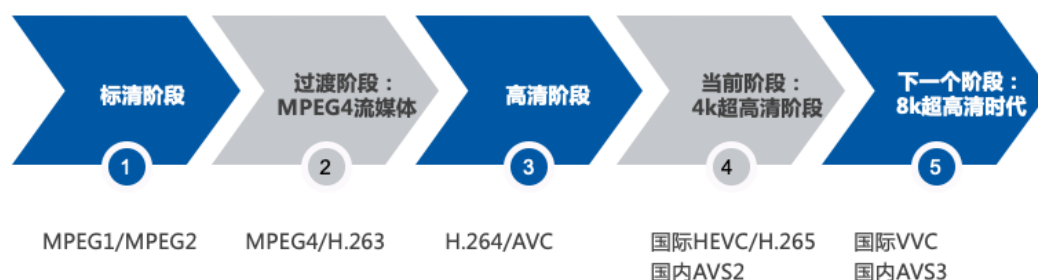 标清阶段
过渡阶段：
MPEG4流媒体
高清阶段
当前阶段：
4k超高清阶段
下一个阶段：
8k超高清时代
1
2
3
4
5
MPEG1/MPEG2
MPEG4/H.263
H.264/AVC
国际HEVC/H.265
国内AVS2
国际VVC
国内AVS3